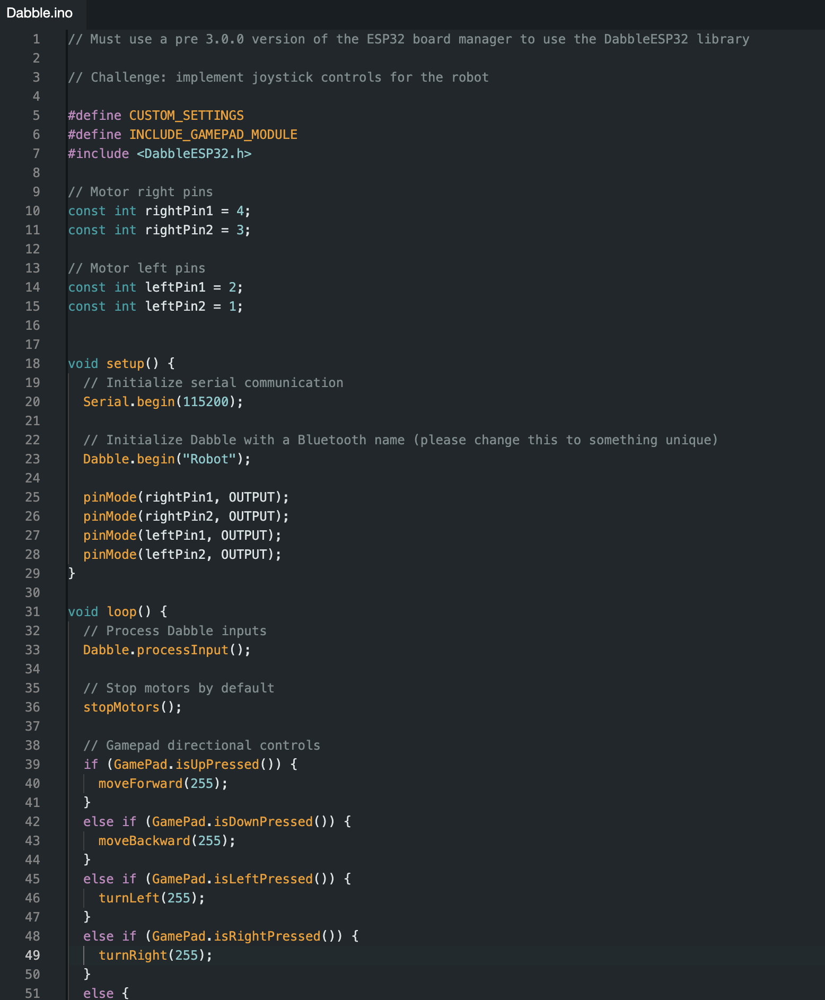 Dabble.ino
1 // Must use a pre 3.0.0 version of the ESP32 board manager to use the DabbleESP32 library
2
3 // Challenge: implement joystick controls for the robot
4
5 #define CUSTOM_SETTINGS
6 #define INCLUDE_GAMEPAD_MODULE
7 #include <DabbleESP32.h>
8
9 // Motor right pins
10 const int rightPin1 = 4;
11 const int rightPin2 = 3;
12
13 // Motor left pins
14 const int leftPin1 = 2;
15 const int leftPin2 = 1;
16
17
18 void setup() {
19   // Initialize serial communication
20   Serial.begin(115200);
21
22   // Initialize Dabble with a Bluetooth name (please change this to something unique)
23   Dabble.begin("Robot");
24
25   pinMode(rightPin1, OUTPUT);
26   pinMode(rightPin2, OUTPUT);
27   pinMode(leftPin1, OUTPUT);
28   pinMode(leftPin2, OUTPUT);
29 }
30
31 void loop() {
32   // Process Dabble inputs
33   Dabble.processInput();
34
35   // Stop motors by default
36   stopMotors();
37
38   // Gamepad directional controls
39   if (GamePad.isUpPressed()) {
40     moveForward(255);
41   }
42   else if (GamePad.isDownPressed()) {
43     moveBackward(255);
44   }
45   else if (GamePad.isLeftPressed()) {
46     turnLeft(255);
47   }
48   else if (GamePad.isRightPressed()) {
49     turnRight(255);
50   }
51   else {